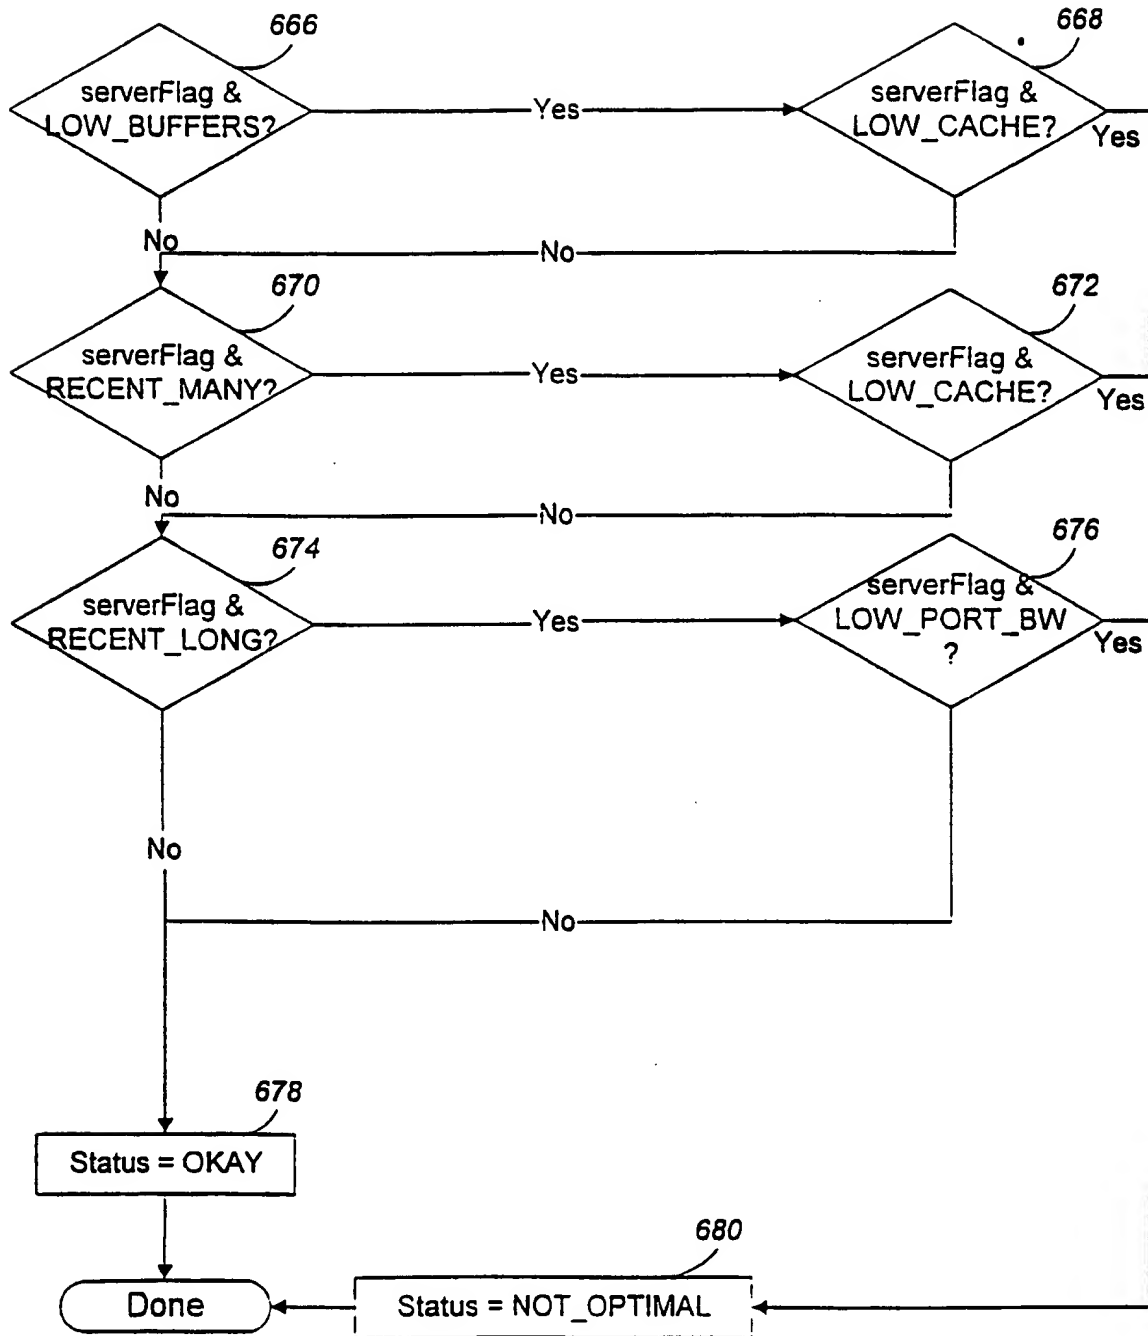 666
serverFlag &
LOW_BUFFERS?
Yes
668
serverFlag &
LOW_CACHE?
Yes
No
No
670
serverFlag &
RECENT_MANY?
Yes
672
serverFlag &
LOW_CACHE?
Yes
No
No
674
serverFlag &
RECENT_LONG?
Yes
676
serverFlag &
LOW_PORT_BW
?
Yes
No
No
678
Status = OKAY
680
Done
Status = NOT_OPTIMAL